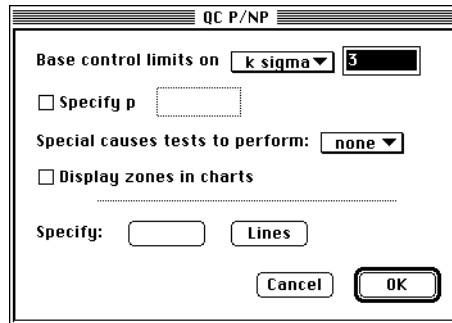 QC P/NP
Base control limits on k sigma 3
Specify p
Special causes tests to perform: none
Display zones in charts
Specify: Lines
Cancel OK